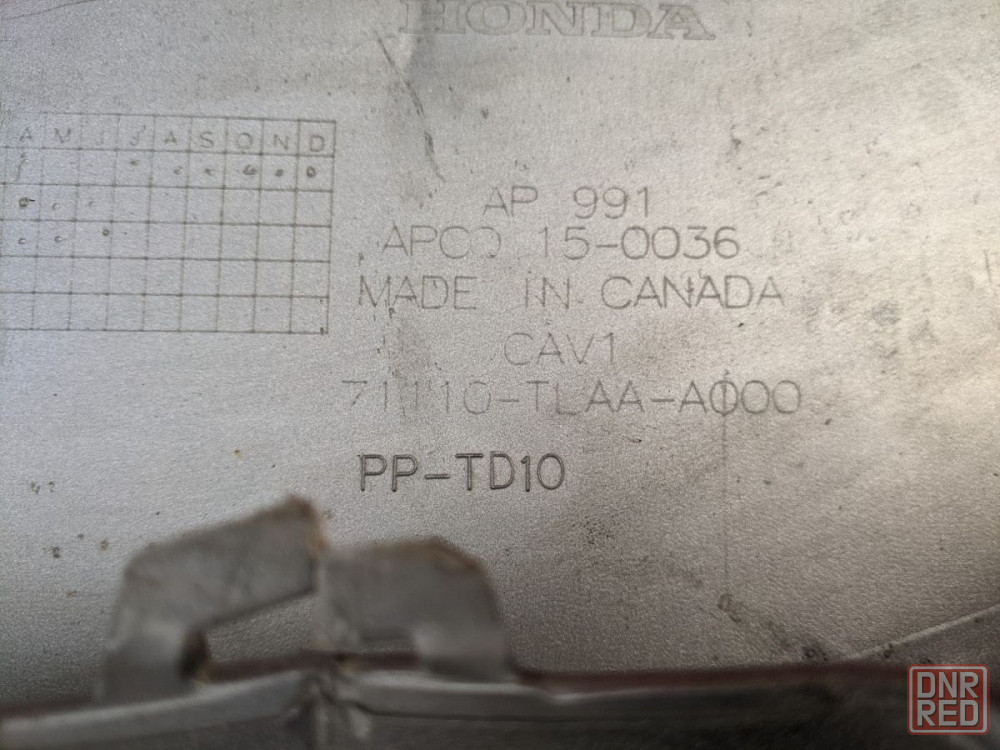 HONDA
A M J J A S O N D
AP 991
APCO 15-0036
MADE IN CANADA
CAV1
71110-TLAA-A000
PP-TD10
DNR
RED